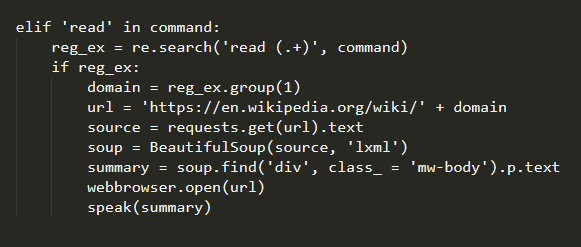 elif 'read' in command:
    reg_ex = re.search('read (.+)', command)
    if reg_ex:
        domain = reg_ex.group(1)
        url = 'https://en.wikipedia.org/wiki/' + domain
        source = requests.get(url).text
        soup = BeautifulSoup(source, 'lxml')
        summary = soup.find('div', class_ = 'mw-body').p.text
        webbrowser.open(url)
        speak(summary)